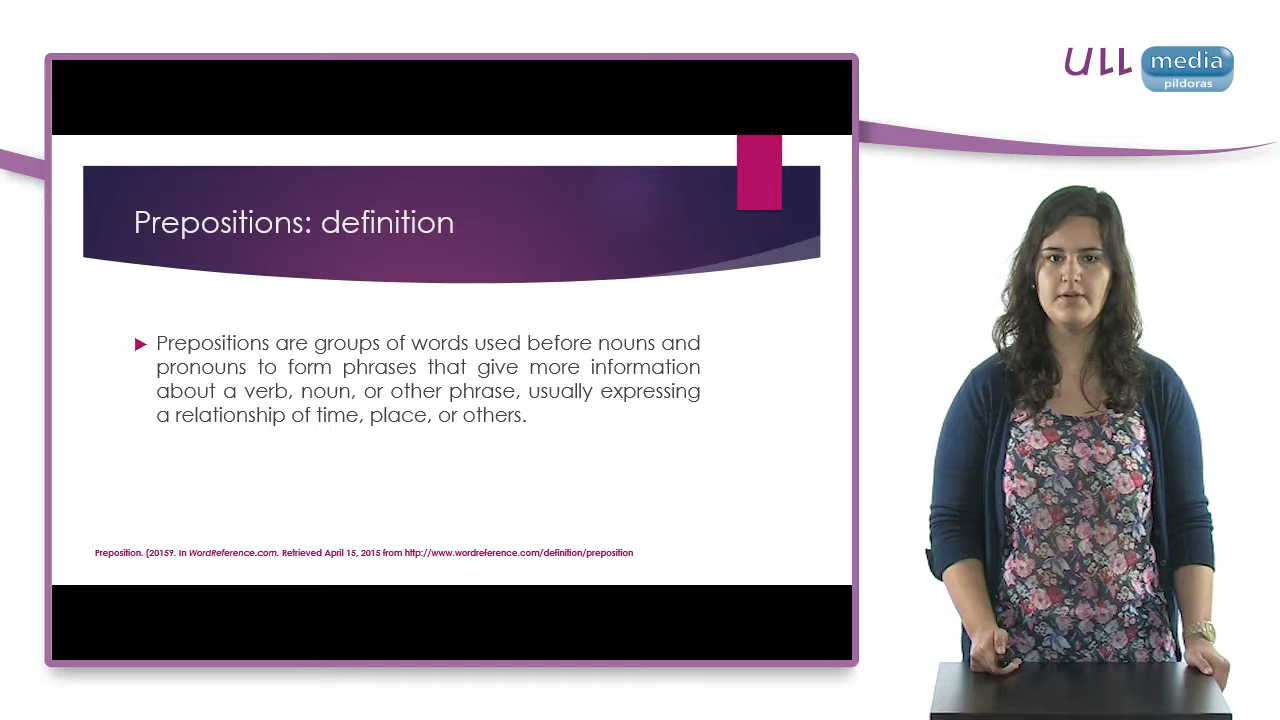 ULL media
píldoras
Prepositions: definition
Prepositions are groups of words used before nouns and
pronouns to form phrases that give more information
about a verb, noun, or other phrase, usually expressing
a relationship of time, place, or others.
Preposition. (2015?. In WordReference.com. Retrieved April 15, 2015 from http://www.wordreference.com/definition/preposition